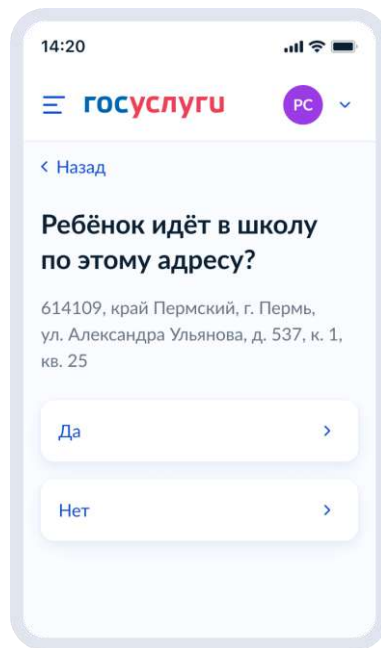 14:20
госуслуги
РС
Назад
Ребёнок идёт в школу
по этому адресу?
614109, край Пермский, г. Пермь,
ул. Александра Ульянова, д. 537, к. 1,
кв. 25
Да
Нет